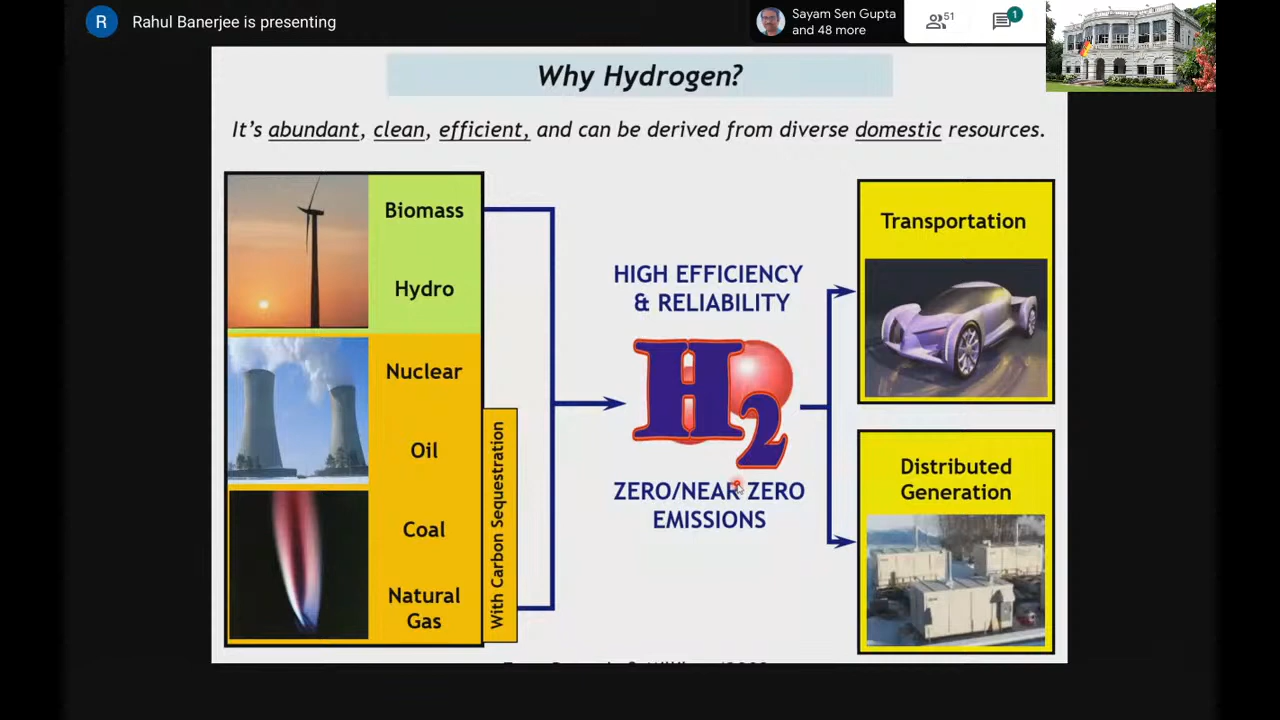 R
Rahul Banerjee is presenting
Sayam Sen Gupta
and 48 more
51
1
Why Hydrogen?
It's abundant, clean, efficient, and can be derived from diverse domestic resources.
Biomass
Hydro
Nuclear
Oil
Coal
Natural
Gas
With Carbon Sequestration
HIGH EFFICIENCY
& RELIABILITY
H2
ZERO/NEAR ZERO
EMISSIONS
Transportation
Distributed
Generation